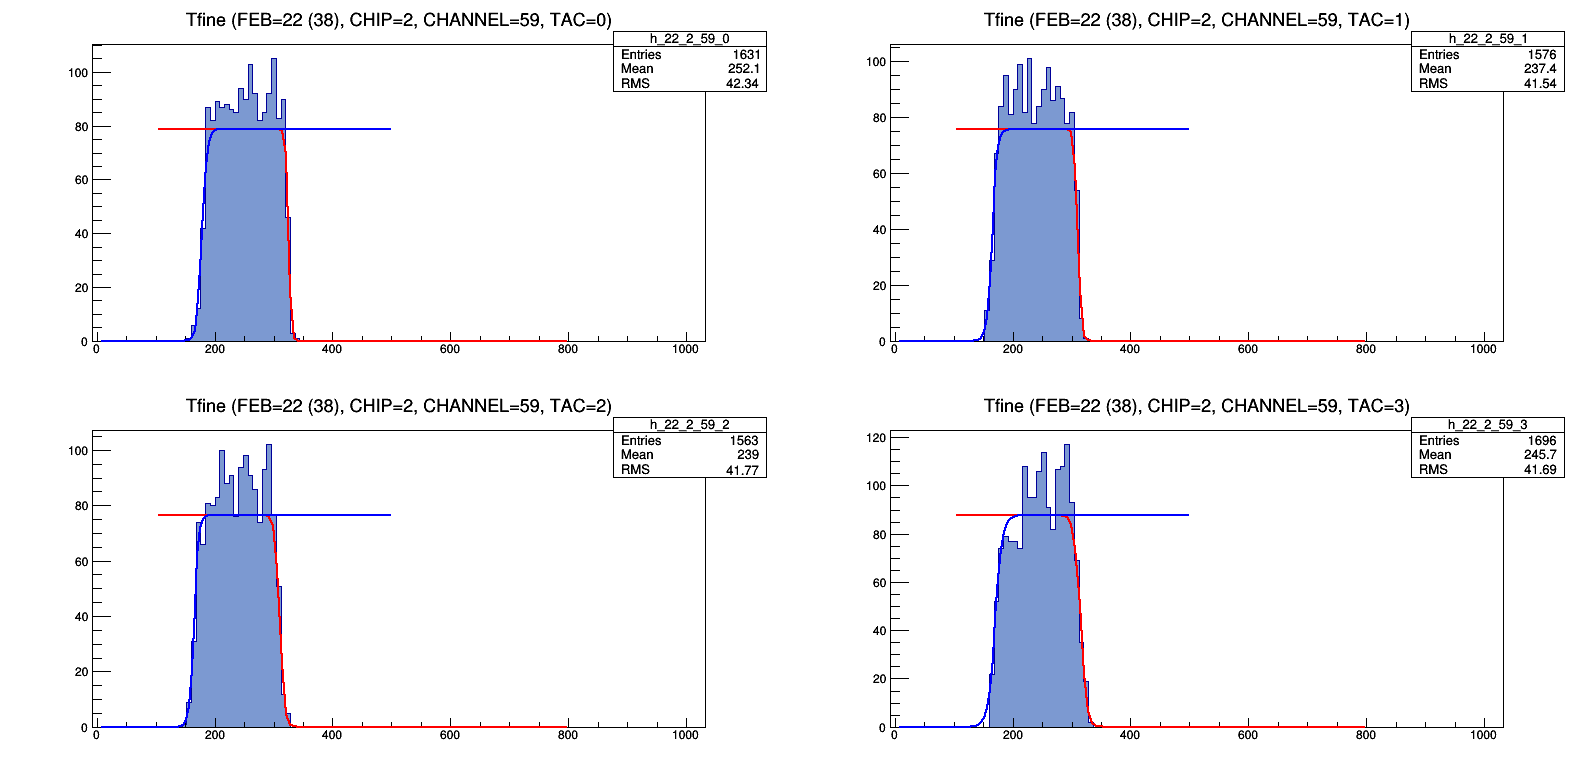 Tfine (FEB=22 (38), CHIP=2, CHANNEL=59, TAC=0)
h_22_2_59_0
Entries 1631
Mean 252.1
RMS 42.34
100
80
60
40
20
0
0 200 400 600 800 1000
Tfine (FEB=22 (38), CHIP=2, CHANNEL=59, TAC=1)
h_22_2_59_1
Entries 1576
Mean 237.4
RMS 41.54
100
80
60
40
20
0
0 200 400 600 800 1000
Tfine (FEB=22 (38), CHIP=2, CHANNEL=59, TAC=2)
h_22_2_59_2
Entries 1563
Mean 239
RMS 41.77
100
80
60
40
20
0
0 200 400 600 800 1000
Tfine (FEB=22 (38), CHIP=2, CHANNEL=59, TAC=3)
h_22_2_59_3
Entries 1696
Mean 245.7
RMS 41.69
120
100
80
60
40
20
0
0 200 400 600 800 1000